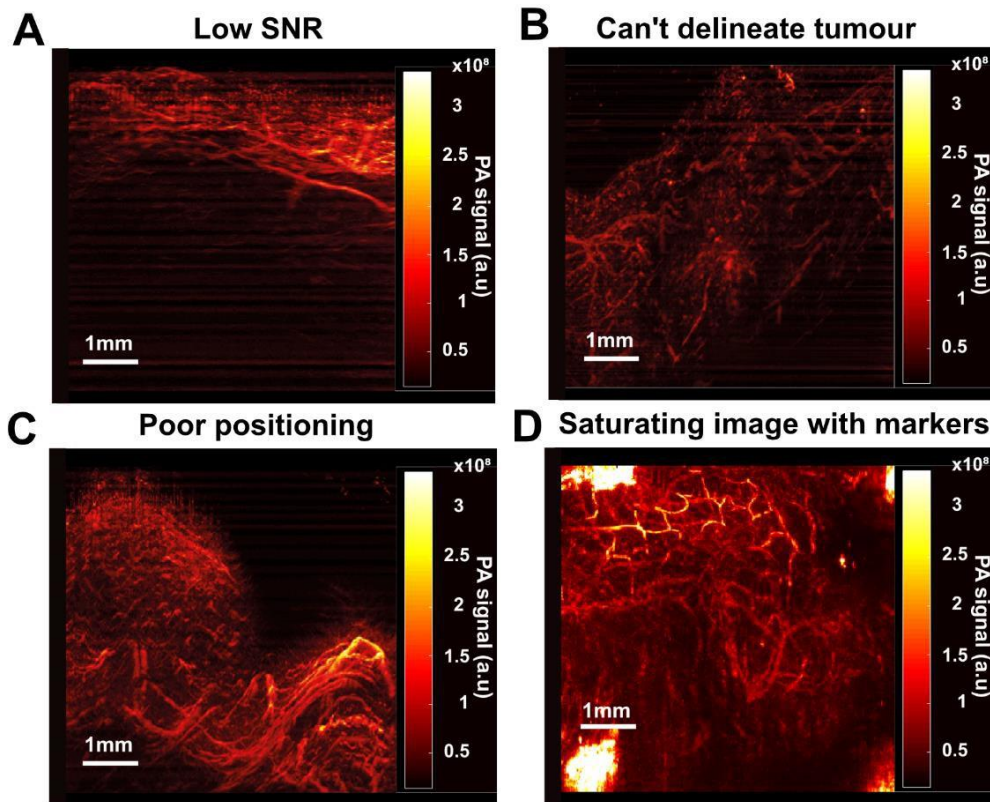 A
Low SNR
x10⁸
3
2.5
2
1.5
1
0.5
PA signal (a.u)
1mm
B
Can't delineate tumour
x10⁸
3
2.5
2
1.5
1
0.5
PA signal (a.u)
1mm
C
Poor positioning
x10⁸
3
2.5
2
1.5
1
0.5
PA signal (a.u)
1mm
D
Saturating image with markers
x10⁸
3
2.5
2
1.5
1
0.5
PA signal (a.u)
1mm